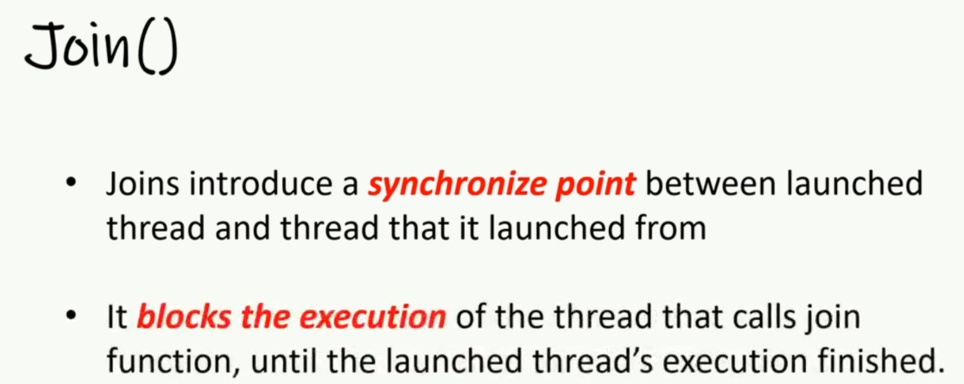 Join()
• Joins introduce a synchronize point between launched
thread and thread that it launched from
• It blocks the execution of the thread that calls join
function, until the launched thread's execution finished.